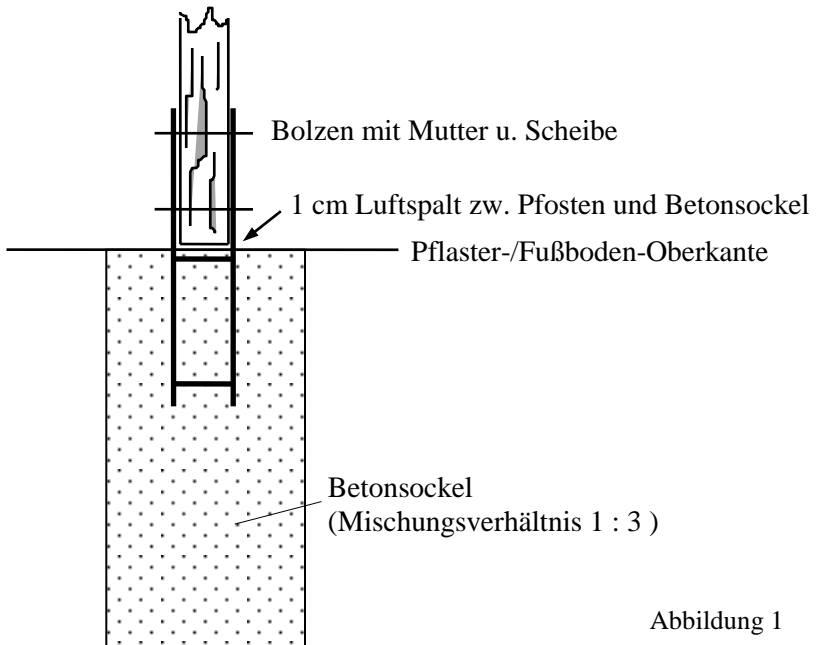 Bolzen mit Mutter u. Scheibe
1 cm Luftspalt zw. Pfosten und Betonsockel
Pflaster-/Fußboden-Oberkante
Betonsockel
(Mischungsverhältnis 1 : 3 )
Abbildung 1